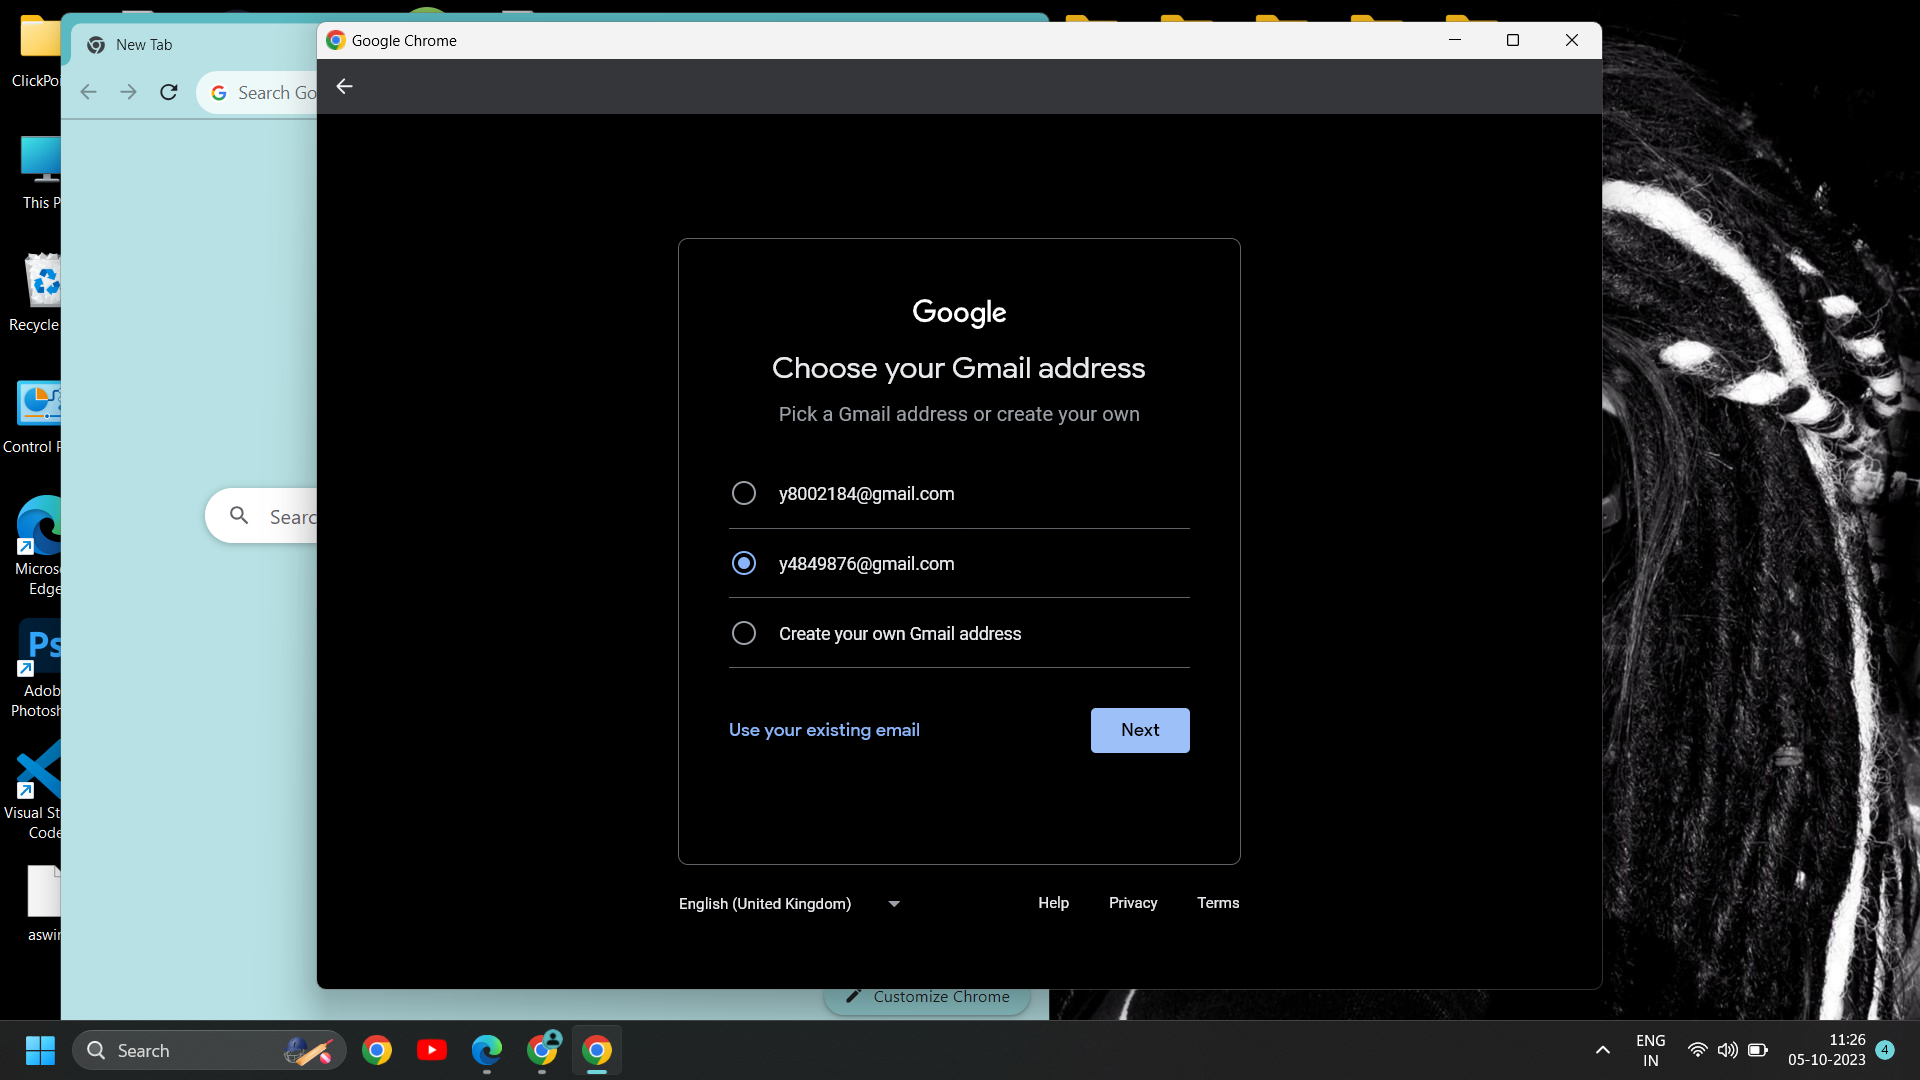 New Tab
Google Chrome
Search Go
ClickPoi
This P
Recycle
Control P
Micros
Edge
Ps
Adob
Photosh
Visual St
Code
aswin
Searc
Google
Choose your Gmail address
Pick a Gmail address or create your own
y8002184@gmail.com
y4849876@gmail.com
Create your own Gmail address
Use your existing email
Next
English (United Kingdom)
Help
Privacy
Terms
Customize Chrome
Search
ENG
IN
11:26
05-10-2023
4